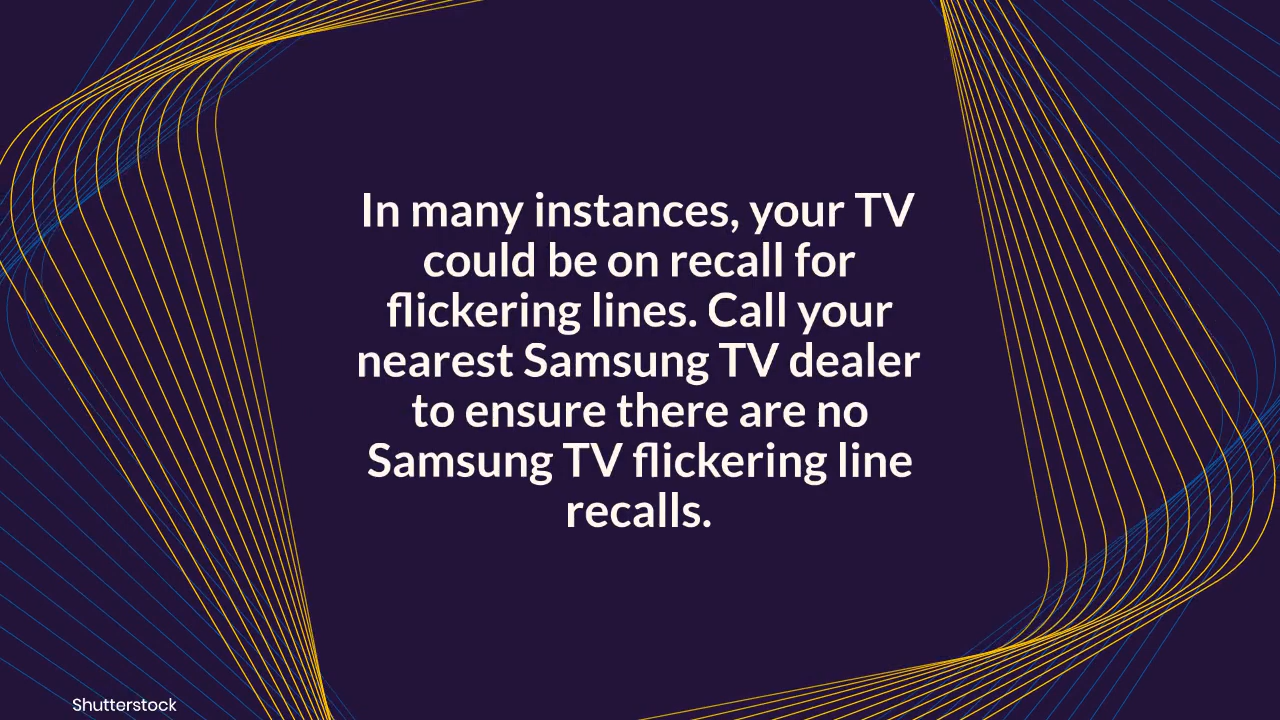 In many instances, your TV
could be on recall for
flickering lines. Call your
nearest Samsung TV dealer
to ensure there are no
Samsung TV flickering line
recalls.
Shutterstock